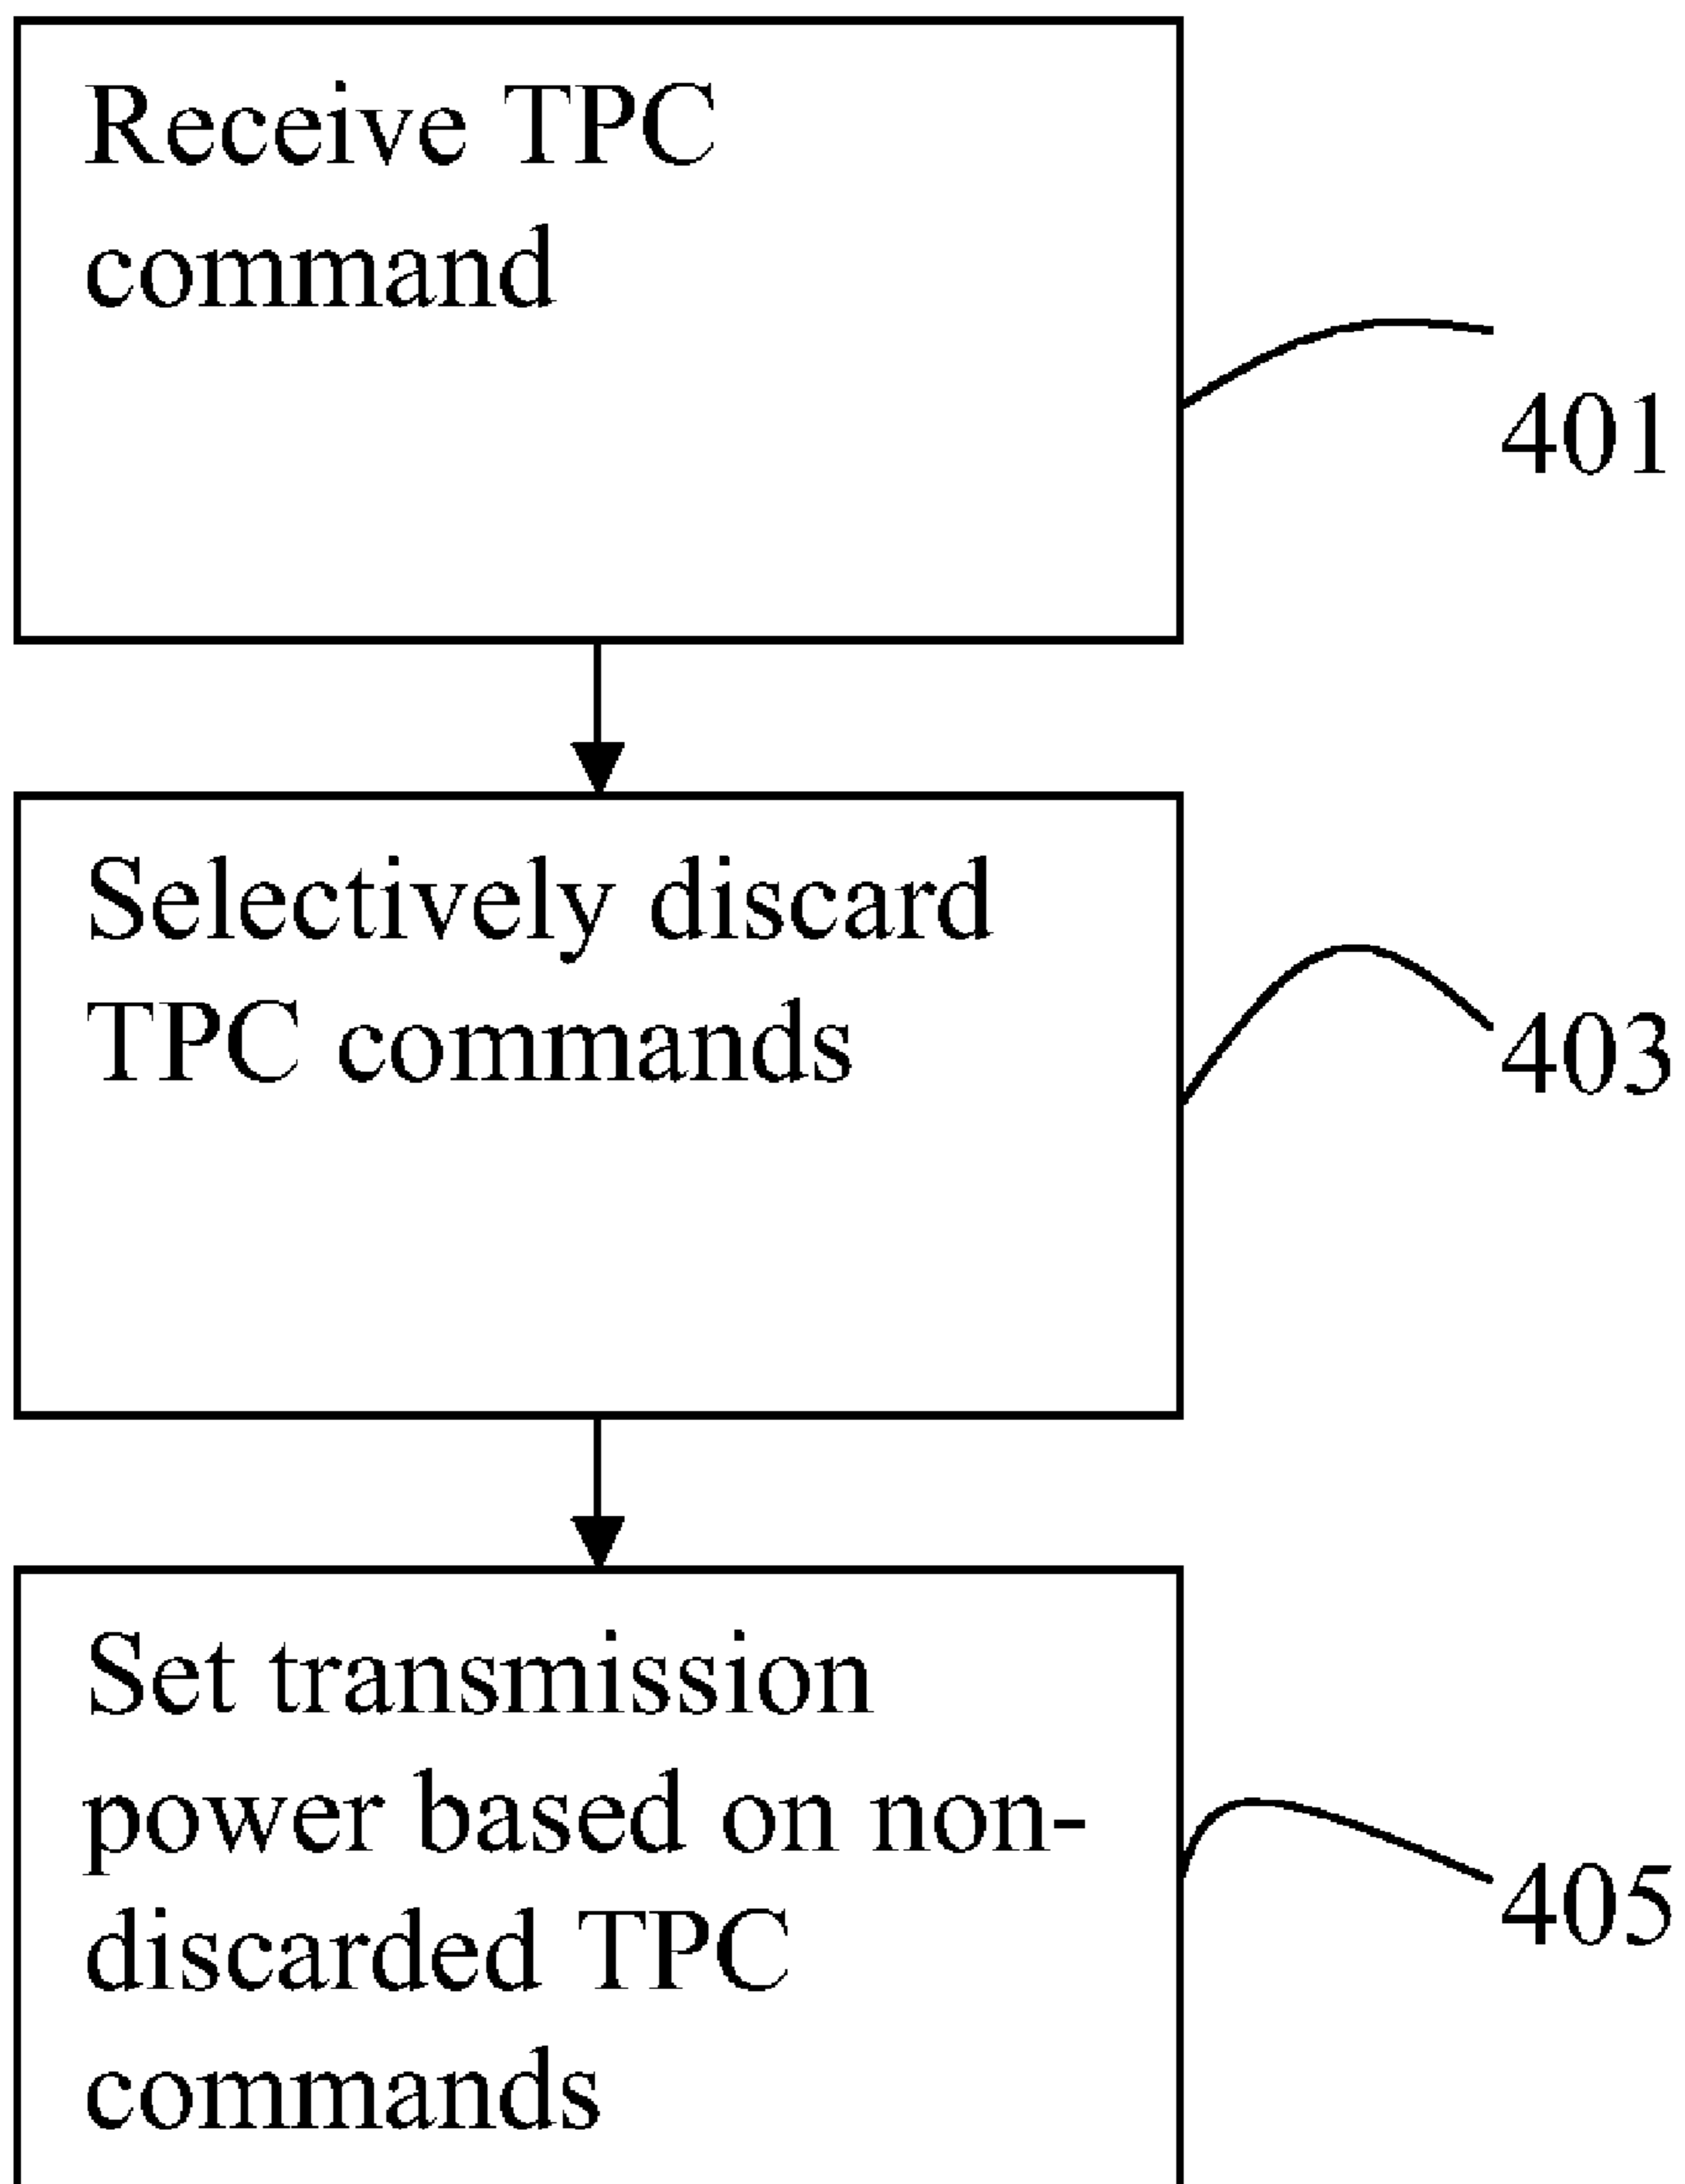 Receive TPC
command
401
Selectively discard
TPC commands
403
Set transmission
power based on non-
discarded TPC
commands
405